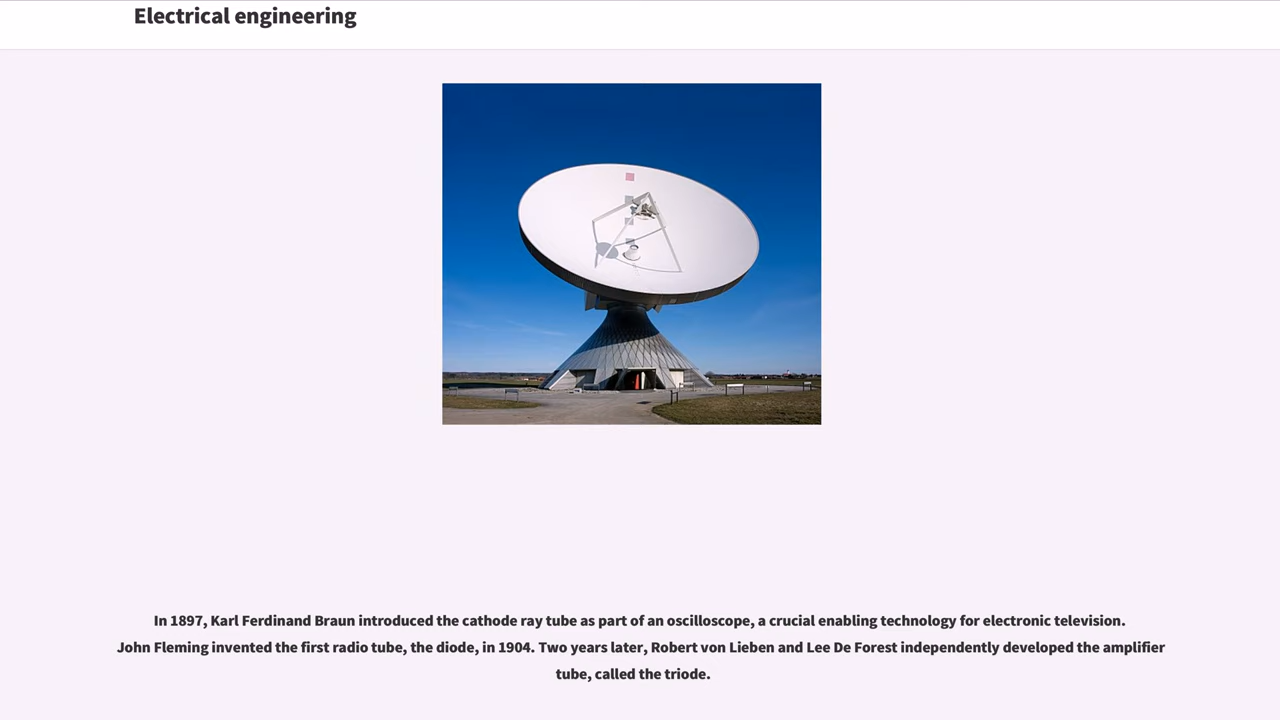 Electrical engineering
In 1897, Karl Ferdinand Braun introduced the cathode ray tube as part of an oscilloscope, a crucial enabling technology for electronic television.
John Fleming invented the first radio tube, the diode, in 1904. Two years later, Robert von Lieben and Lee De Forest independently developed the amplifier
tube, called the triode.